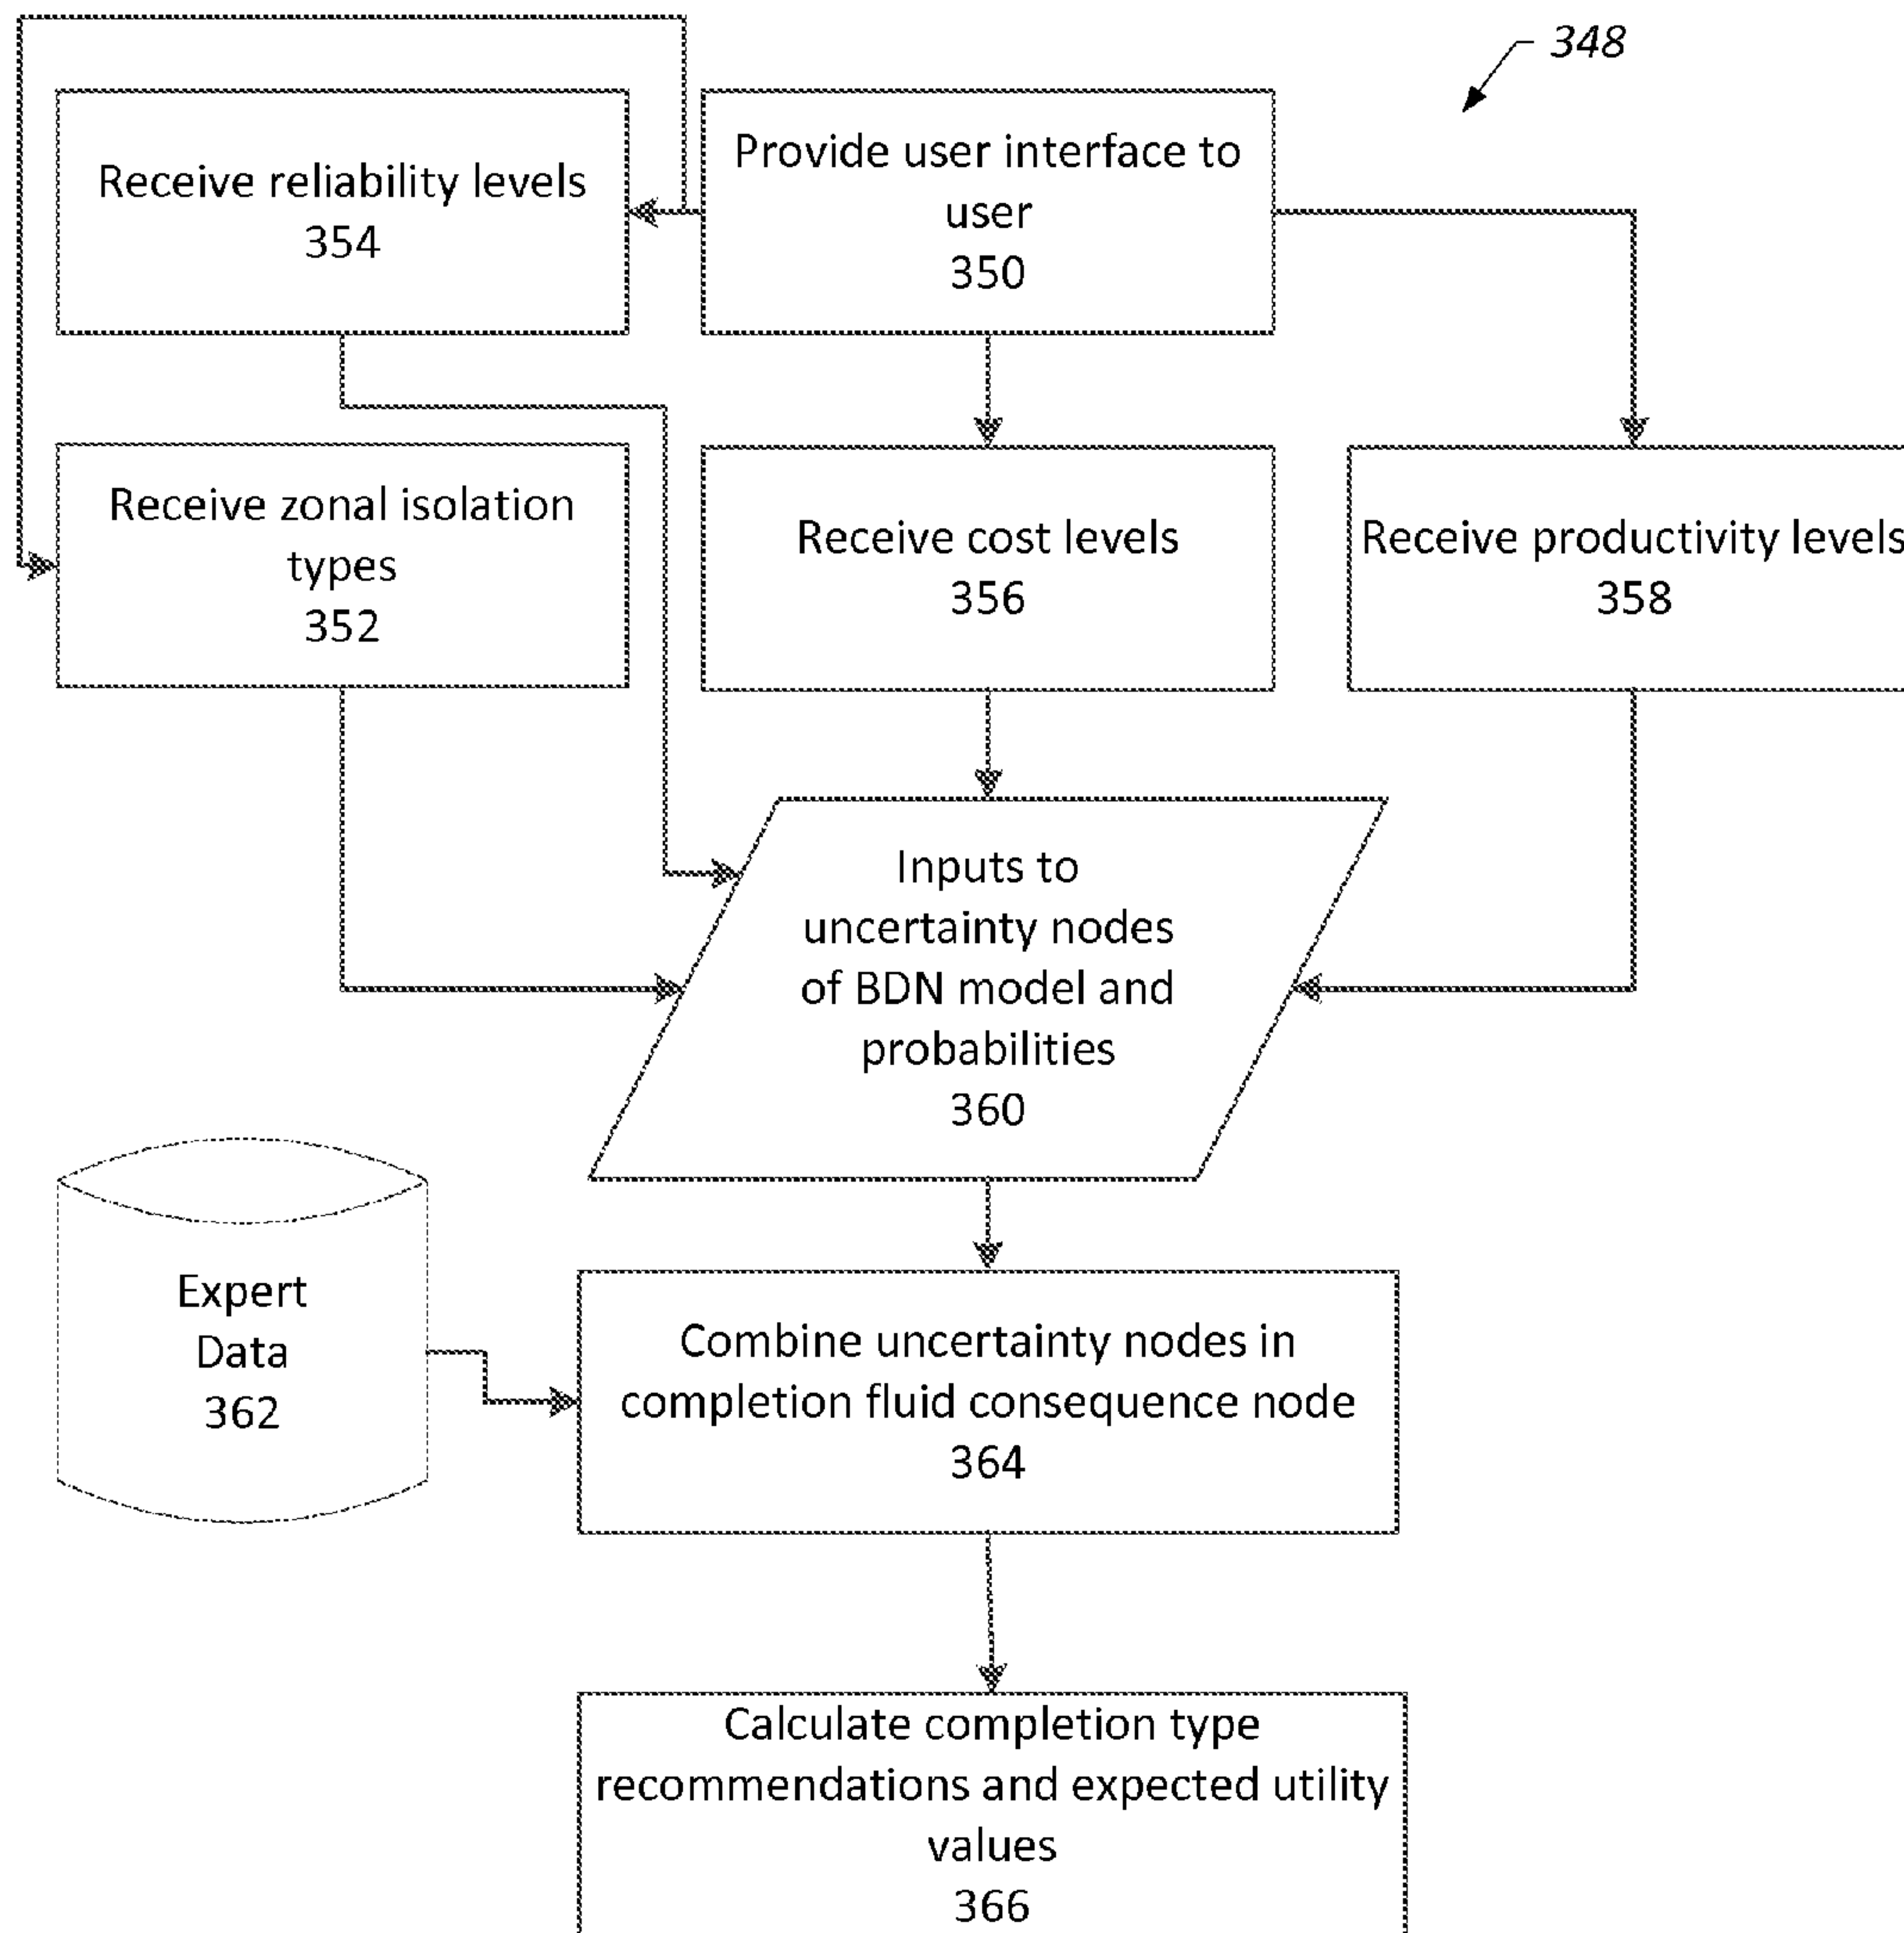 348
Receive reliability levels
354
Provide user interface to
user
350
Receive zonal isolation
types
352
Receive cost levels
356
Receive productivity levels
358
Inputs to
uncertainty nodes
of BDN model and
probabilities
360
Expert
Data
362
Combine uncertainty nodes in
completion fluid consequence node
364
Calculate completion type
recommendations and expected utility
values
366